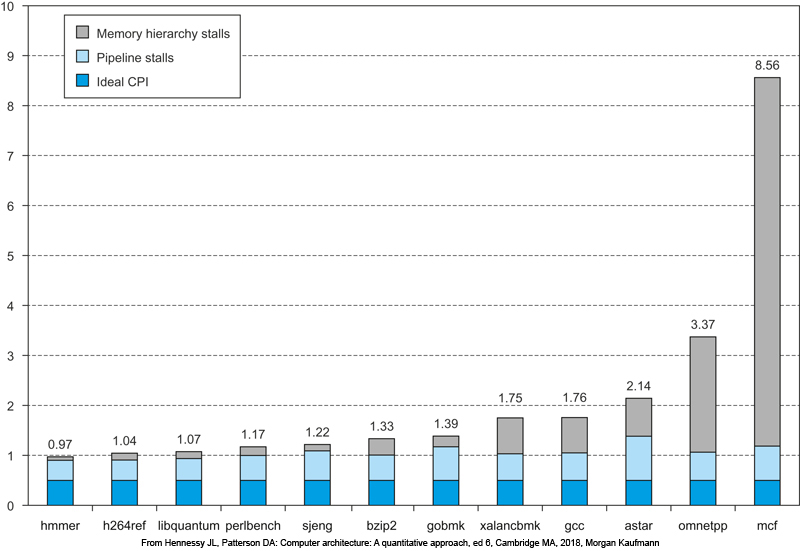 10
9
8
7
6
5
4
3
2
1
0
Memory hierarchy stalls
Pipeline stalls
Ideal CPI
0.97 1.04 1.07 1.17 1.22 1.33 1.39 1.75 1.76 2.14 3.37 8.56
hmmer h264ref libquantum perlbench sjeng bzip2 gobmk xalancbmk gcc astar omnetpp mcf
From Hennessy JL, Patterson DA: Computer architecture: A quantitative approach, ed 6, Cambridge MA, 2018, Morgan Kaufmann